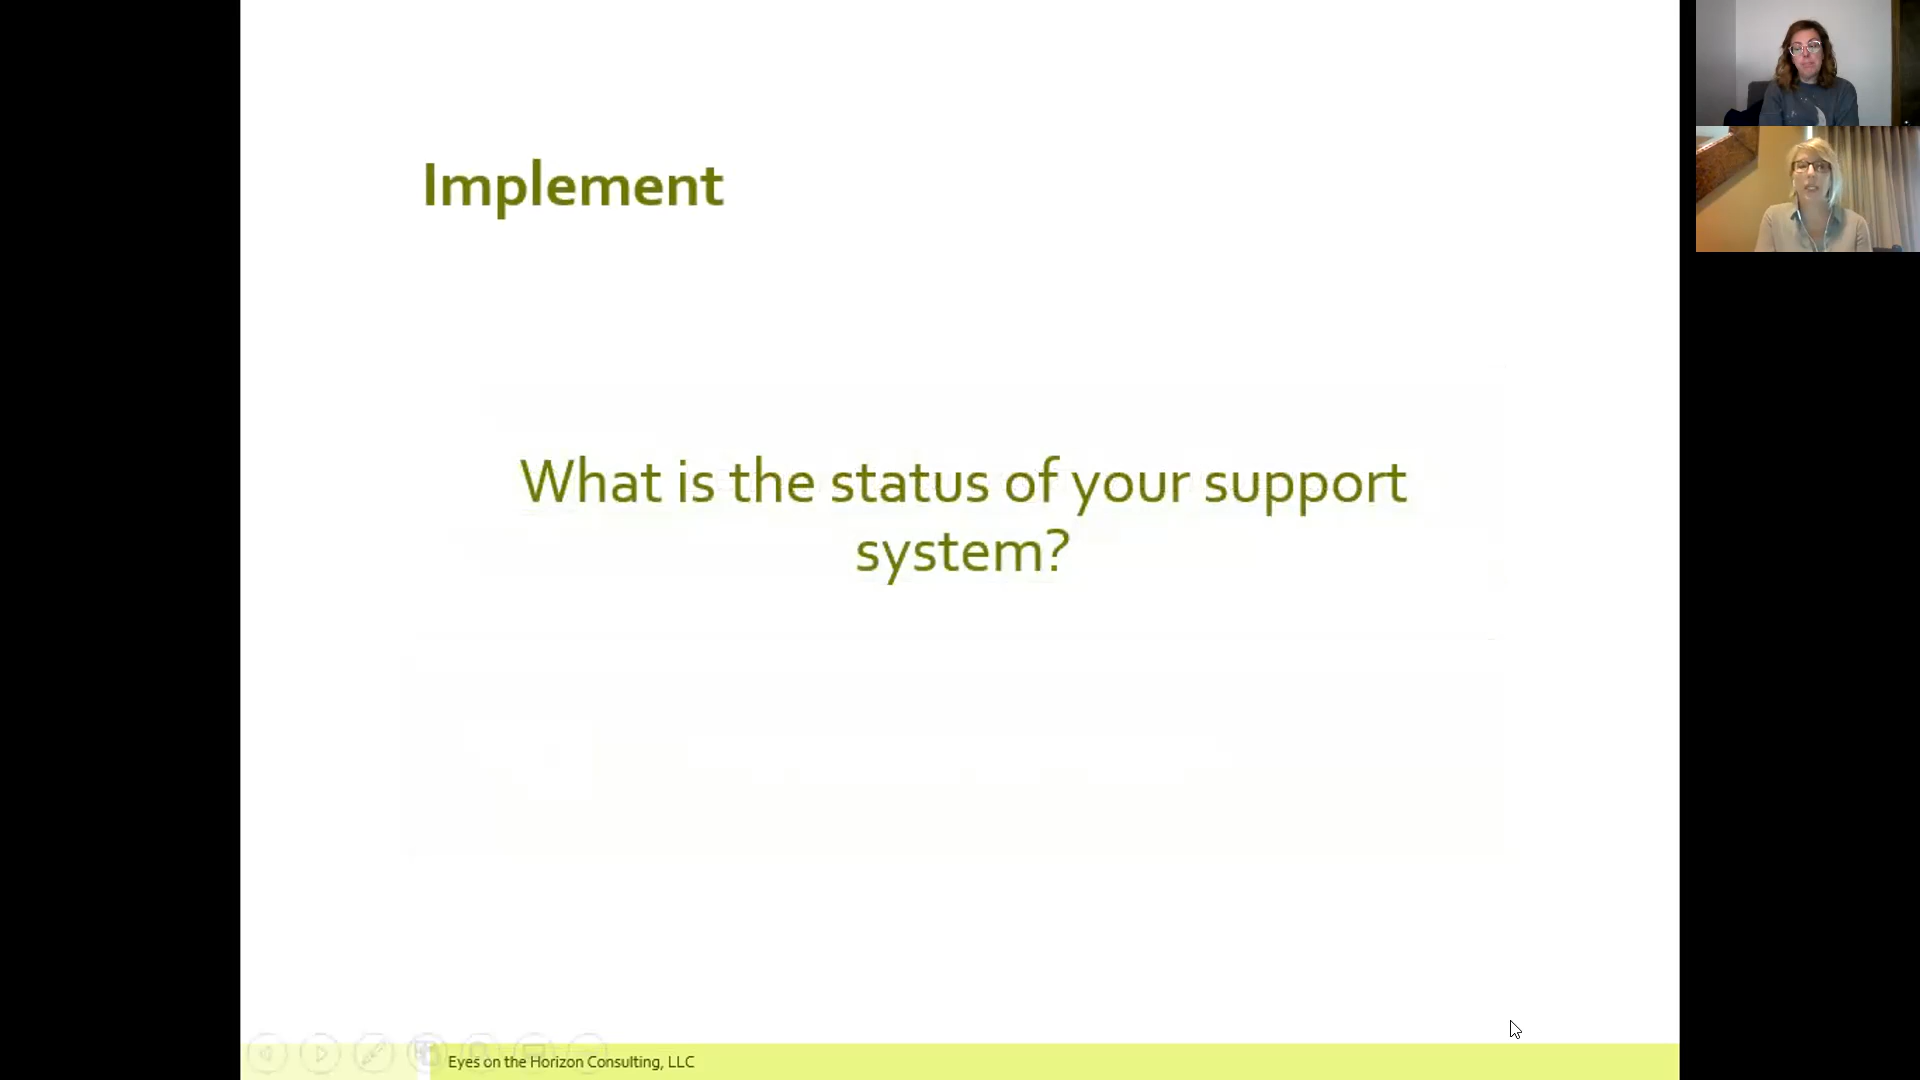 Implement
What is the status of your support
system?
Eyes on the Horizon Consulting, LLC